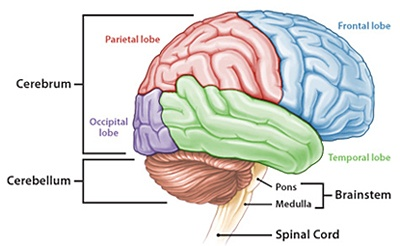 Parietal lobe
Frontal lobe
Cerebrum
Occipital
lobe
Temporal lobe
Cerebellum
Pons
Medulla
Brainstem
Spinal Cord